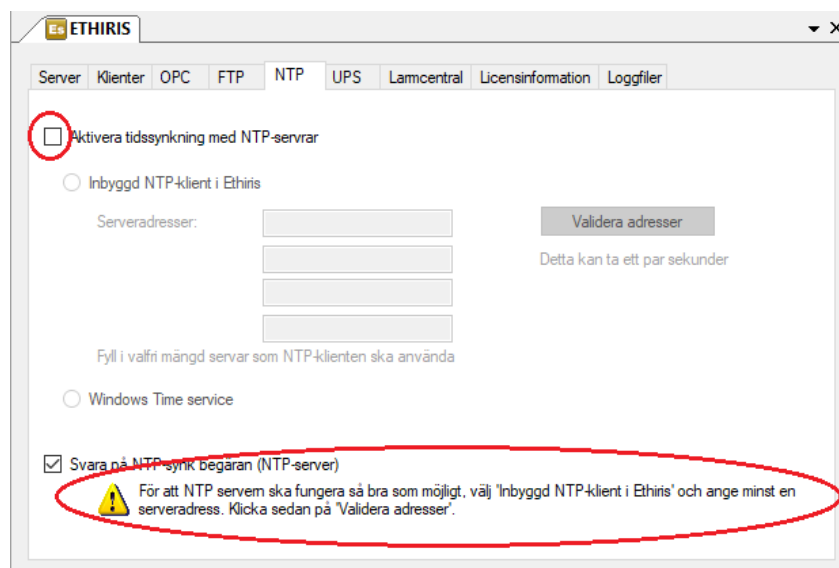 Es ETHIRIS
Server Klienter OPC FTP NTP UPS Larmcentral Licensinformation Loggfiler
Aktivera tidssynkning med NTP-servrar
Inbyggd NTP-klient i Ethiris
Serveradresser:
Validera adresser
Detta kan ta ett par sekunder
Fyll i valfri mängd servar som NTP-klienten ska använda
Windows Time service
Svara på NTP-synk begäran (NTP-server)
För att NTP servern ska fungera så bra som möjligt, välj 'Inbyggd NTP-klient i Ethiris' och ange minst en
serveradress. Klicka sedan på 'Validera adresser'.